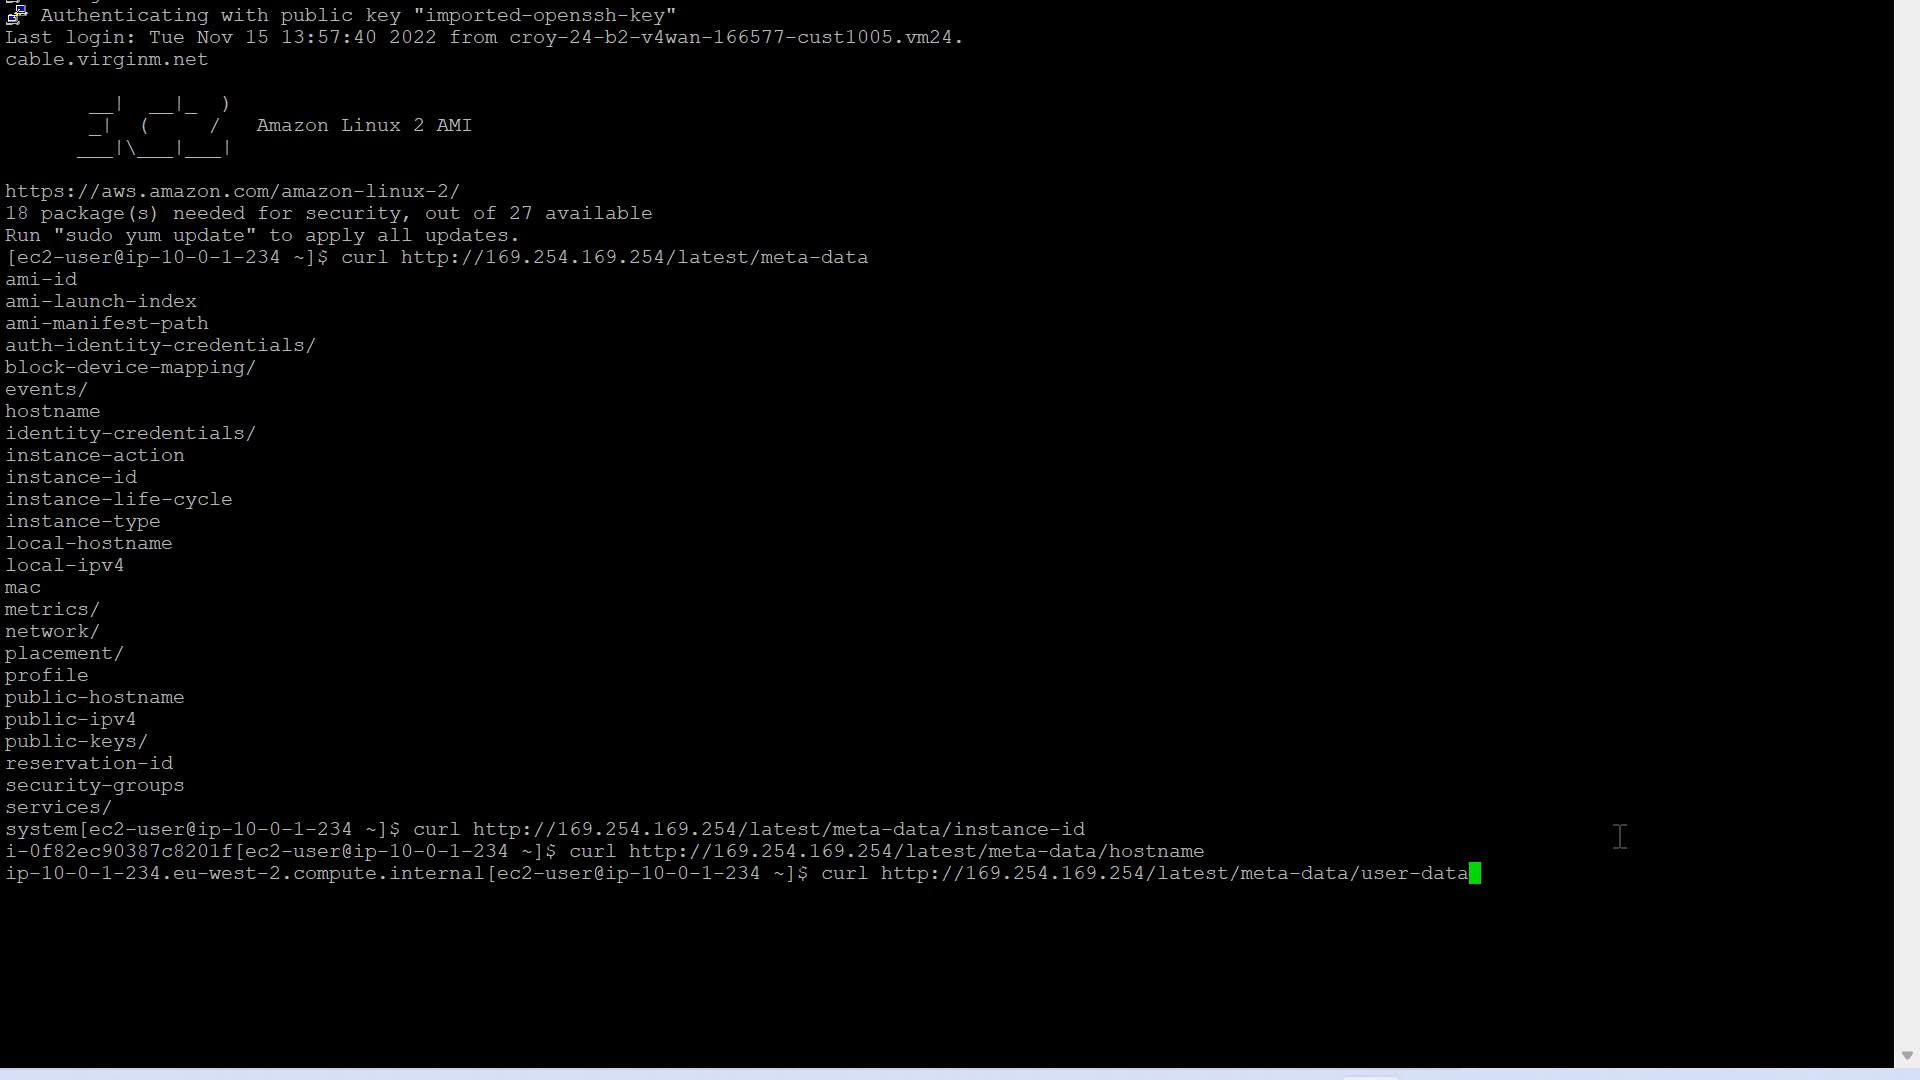 Authenticating with public key "imported-openssh-key"
Last login: Tue Nov 15 13:57:40 2022 from croy-24-b2-v4wan-166577-cust1005.vm24.
cable.virginm.net
       __|  __|_  )
       _|  (     /   Amazon Linux 2 AMI
      ___|\___|___|
https://aws.amazon.com/amazon-linux-2/
18 package(s) needed for security, out of 27 available
Run "sudo yum update" to apply all updates.
[ec2-user@ip-10-0-1-234 ~]$ curl http://169.254.169.254/latest/meta-data
ami-id
ami-launch-index
ami-manifest-path
auth-identity-credentials/
block-device-mapping/
events/
hostname
identity-credentials/
instance-action
instance-id
instance-life-cycle
instance-type
local-hostname
local-ipv4
mac
metrics/
network/
placement/
profile
public-hostname
public-ipv4
public-keys/
reservation-id
security-groups
services/
system[ec2-user@ip-10-0-1-234 ~]$ curl http://169.254.169.254/latest/meta-data/instance-id
i-0f82ec90387c8201f[ec2-user@ip-10-0-1-234 ~]$ curl http://169.254.169.254/latest/meta-data/hostname
ip-10-0-1-234.eu-west-2.compute.internal[ec2-user@ip-10-0-1-234 ~]$ curl http://169.254.169.254/latest/meta-data/user-data